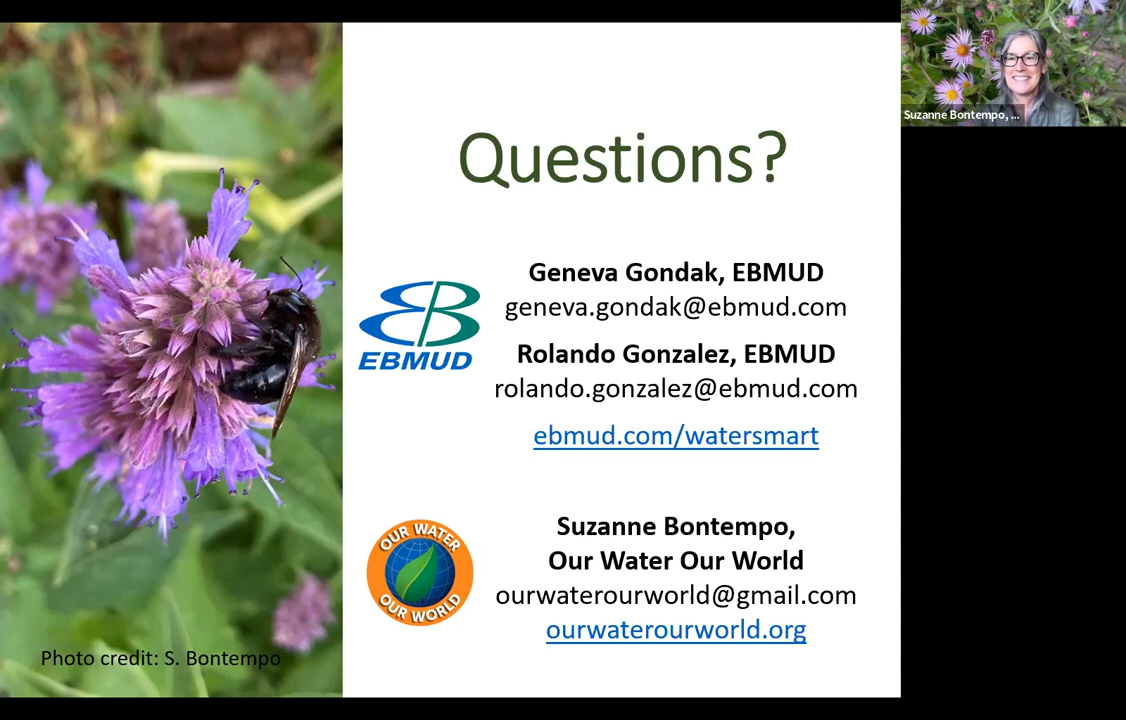 Questions?
Geneva Gondak, EBMUD
geneva.gondak@ebmud.com
EBMUD
Rolando Gonzalez, EBMUD
rolando.gonzalez@ebmud.com
ebmud.com/watersmart
OUR WATER
OUR WORLD
Suzanne Bontempo,
Our Water Our World
ourwaterourworld@gmail.com
ourwaterourworld.org
Photo credit: S. Bontempo
Suzanne Bontempo, ...